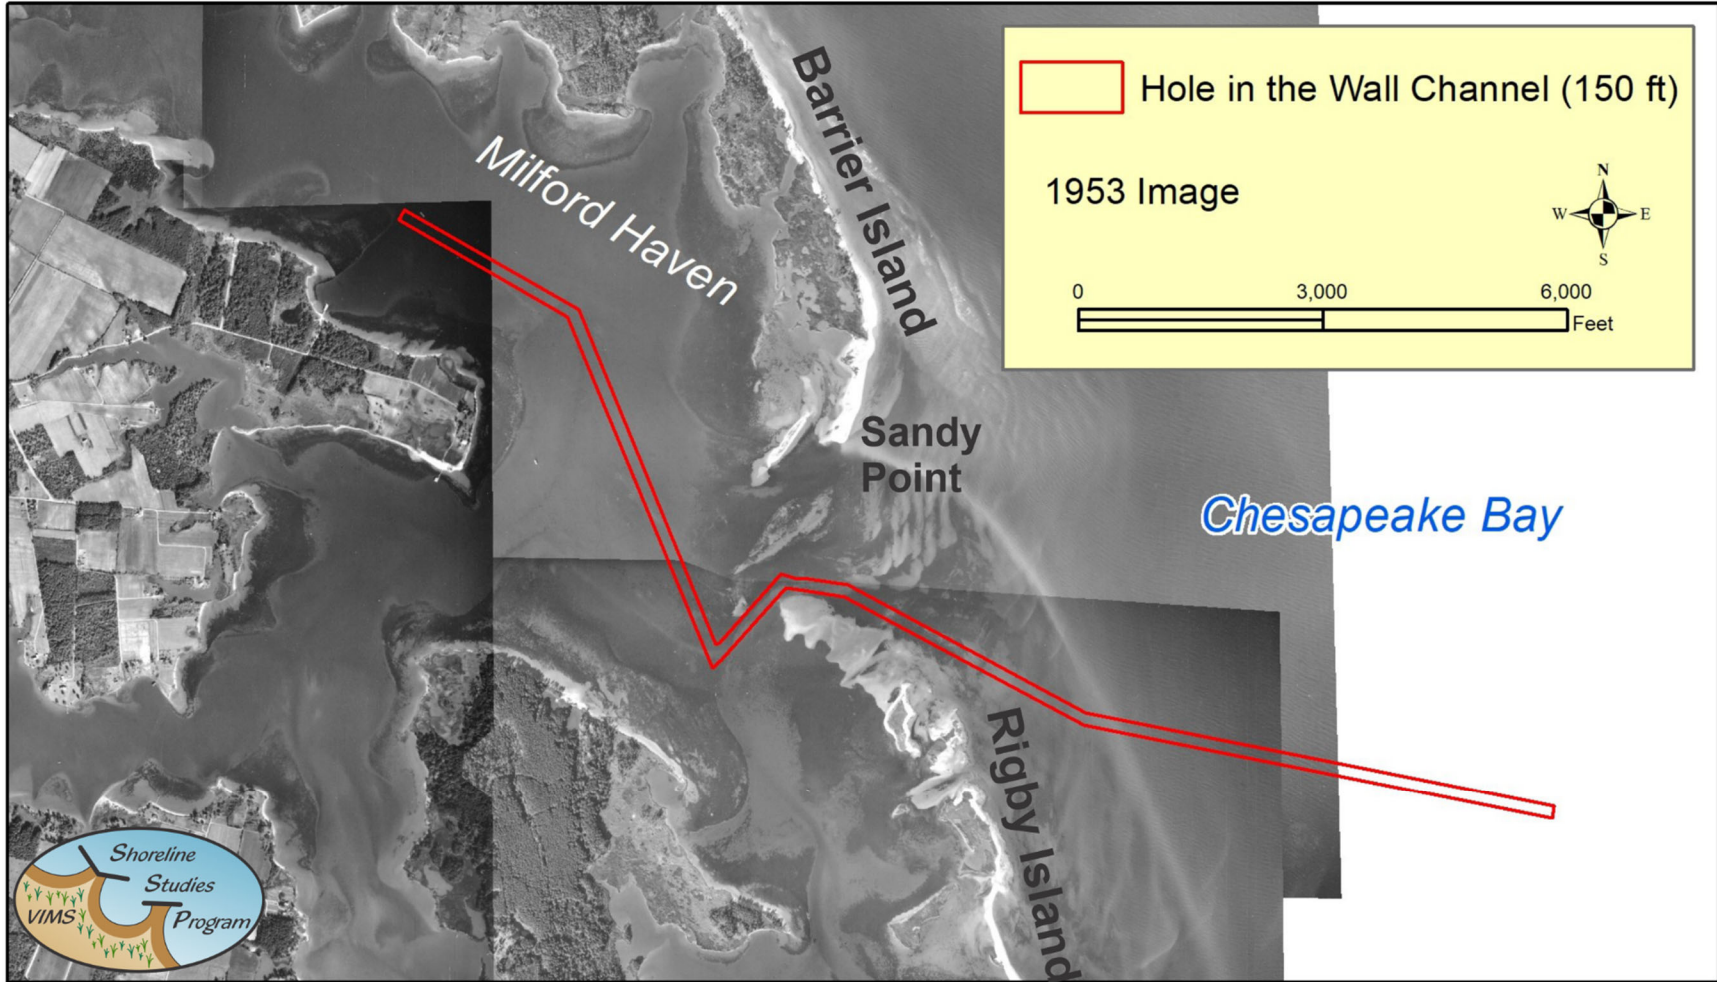 Hole in the Wall Channel (150 ft)
1953 Image
N
W E
S
0 3,000 6,000
Feet
Barrier Island
Milford Haven
Sandy
Point
Chesapeake Bay
Rigby Island
Shoreline
Studies
VIMS Program